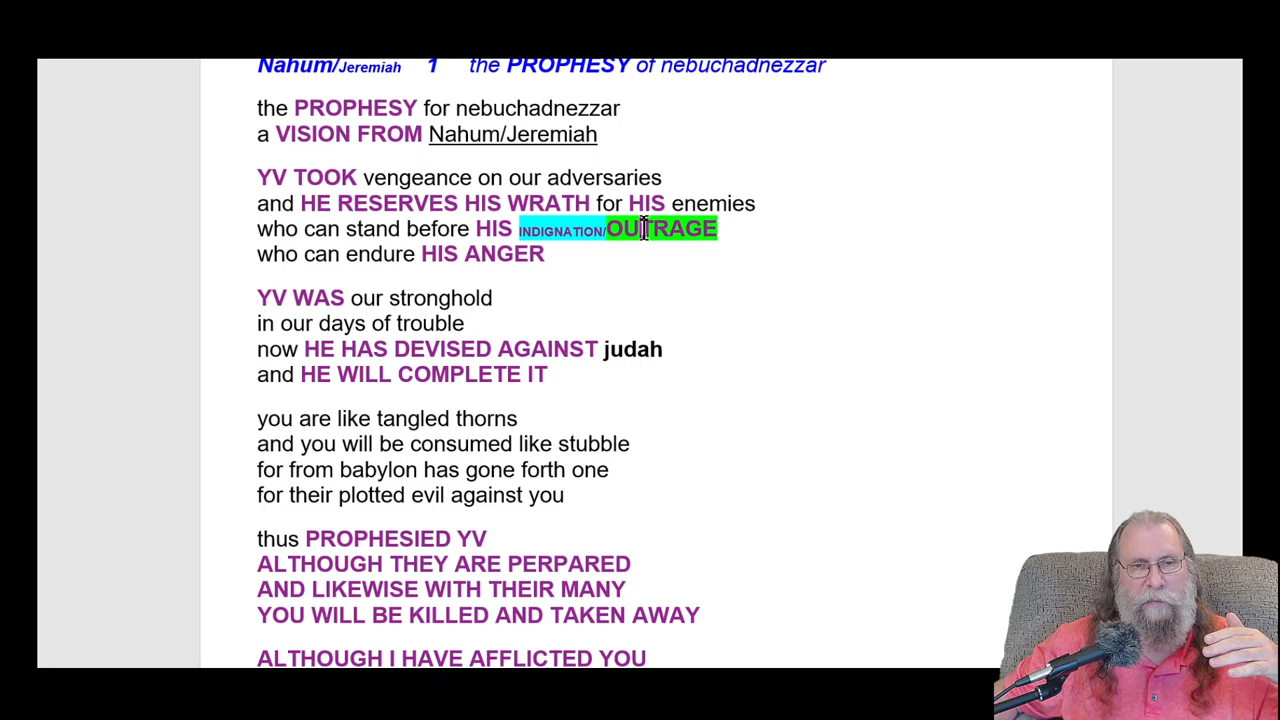 Nahum/Jeremiah 1 the PROPHESY of nebuchadnezzar
the PROPHESY for nebuchadnezzar
a VISION FROM Nahum/Jeremiah
YV TOOK vengeance on our adversaries
and HE RESERVES HIS WRATH for HIS enemies
who can stand before HIS INDIGNATION/OUTRAGE
who can endure HIS ANGER
YV WAS our stronghold
in our days of trouble
now HE HAS DEVISED AGAINST judah
and HE WILL COMPLETE IT
you are like tangled thorns
and you will be consumed like stubble
for from babylon has gone forth one
for their plotted evil against you
thus PROPHESIED YV
ALTHOUGH THEY ARE PERPARED
AND LIKEWISE WITH THEIR MANY
YOU WILL BE KILLED AND TAKEN AWAY
ALTHOUGH I HAVE AFFLICTED YOU